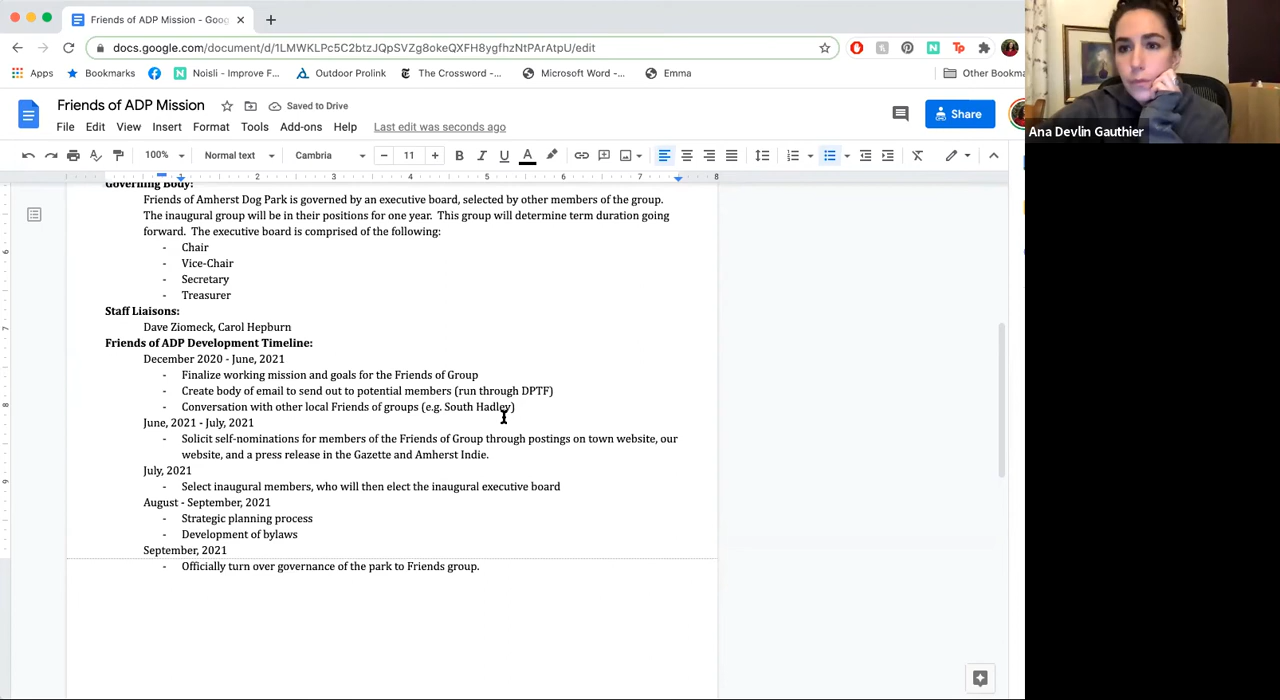 Friends of ADP Mission - Goog
docs.google.com/document/d/1LMWKLPc5C2btzJQpSVZg8okeQXFH8ygfhzNtPArAtpU/edit
Apps Bookmarks Noisli - Improve F... Outdoor Prolink The Crossword -... Microsoft Word -... Emma Other Bookma
Friends of ADP Mission Saved to Drive
File Edit View Insert Format Tools Add-ons Help Last edit was seconds ago
Share
100% Normal text Cambria 11
1 2 3 4 5 6 7 8
Governing Body:
Friends of Amherst Dog Park is governed by an executive board, selected by other members of the group.
The inaugural group will be in their positions for one year. This group will determine term duration going
forward. The executive board is comprised of the following:
- Chair
- Vice-Chair
- Secretary
- Treasurer
Staff Liaisons:
Dave Ziomeck, Carol Hepburn
Friends of ADP Development Timeline:
December 2020 - June, 2021
- Finalize working mission and goals for the Friends of Group
- Create body of email to send out to potential members (run through DPTF)
- Conversation with other local Friends of groups (e.g. South Hadley)
June, 2021 - July, 2021
- Solicit self-nominations for members of the Friends of Group through postings on town website, our
website, and a press release in the Gazette and Amherst Indie.
July, 2021
- Select inaugural members, who will then elect the inaugural executive board
August - September, 2021
- Strategic planning process
- Development of bylaws
September, 2021
- Officially turn over governance of the park to Friends group.
Ana Devlin Gauthier